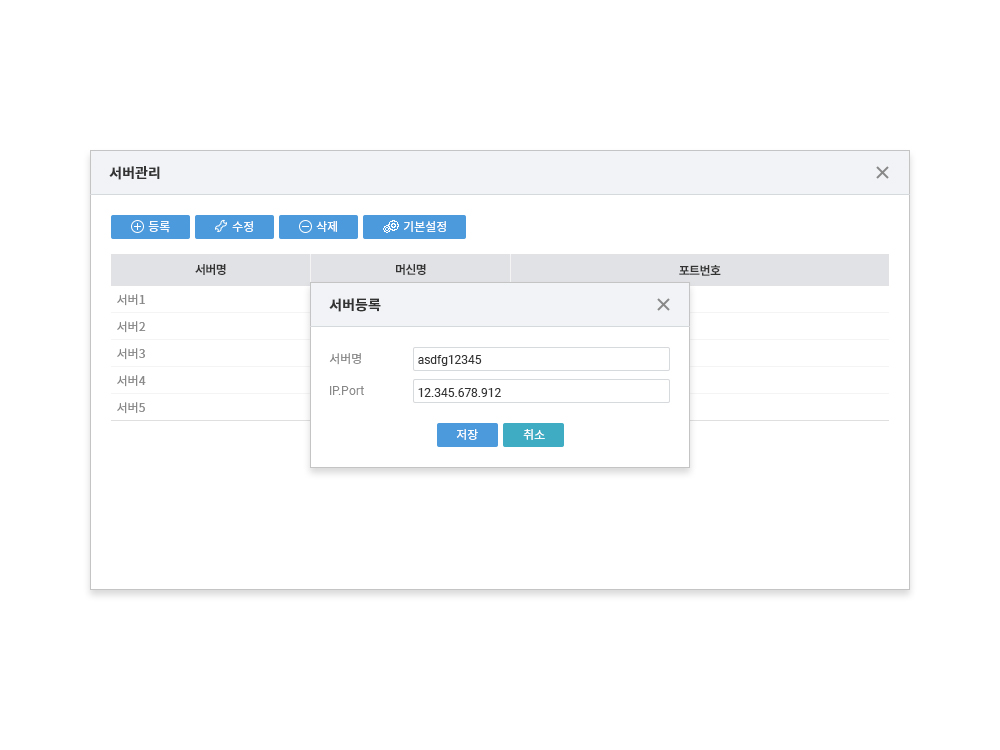 서버관리
등록 수정 삭제 기본설정
서버명 머신명 포트번호
서버1
서버2
서버3
서버4
서버5
서버등록
서버명 asdfg12345
IP.Port 12.345.678.912
저장 취소